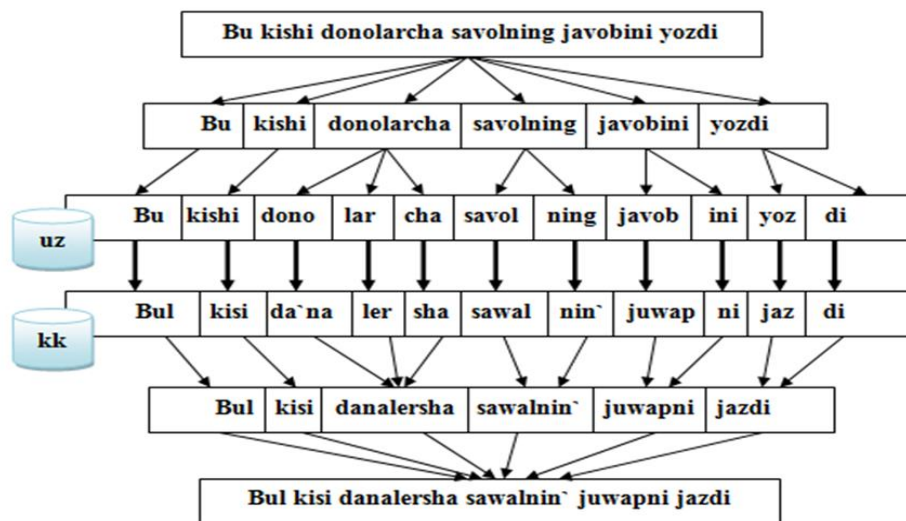 Bu kishi donolarcha savolning javobini yozdi
Bu kishi donolarcha savolning javobini yozdi
uz
Bu kishi dono lar cha savol ning javob ini yoz di
kk
Bul kisi da`na ler sha sawal nin` juwap ni jaz di
Bul kisi danalersha sawalnin` juwapni jazdi
Bul kisi danalersha sawalnin` juwapni jazdi